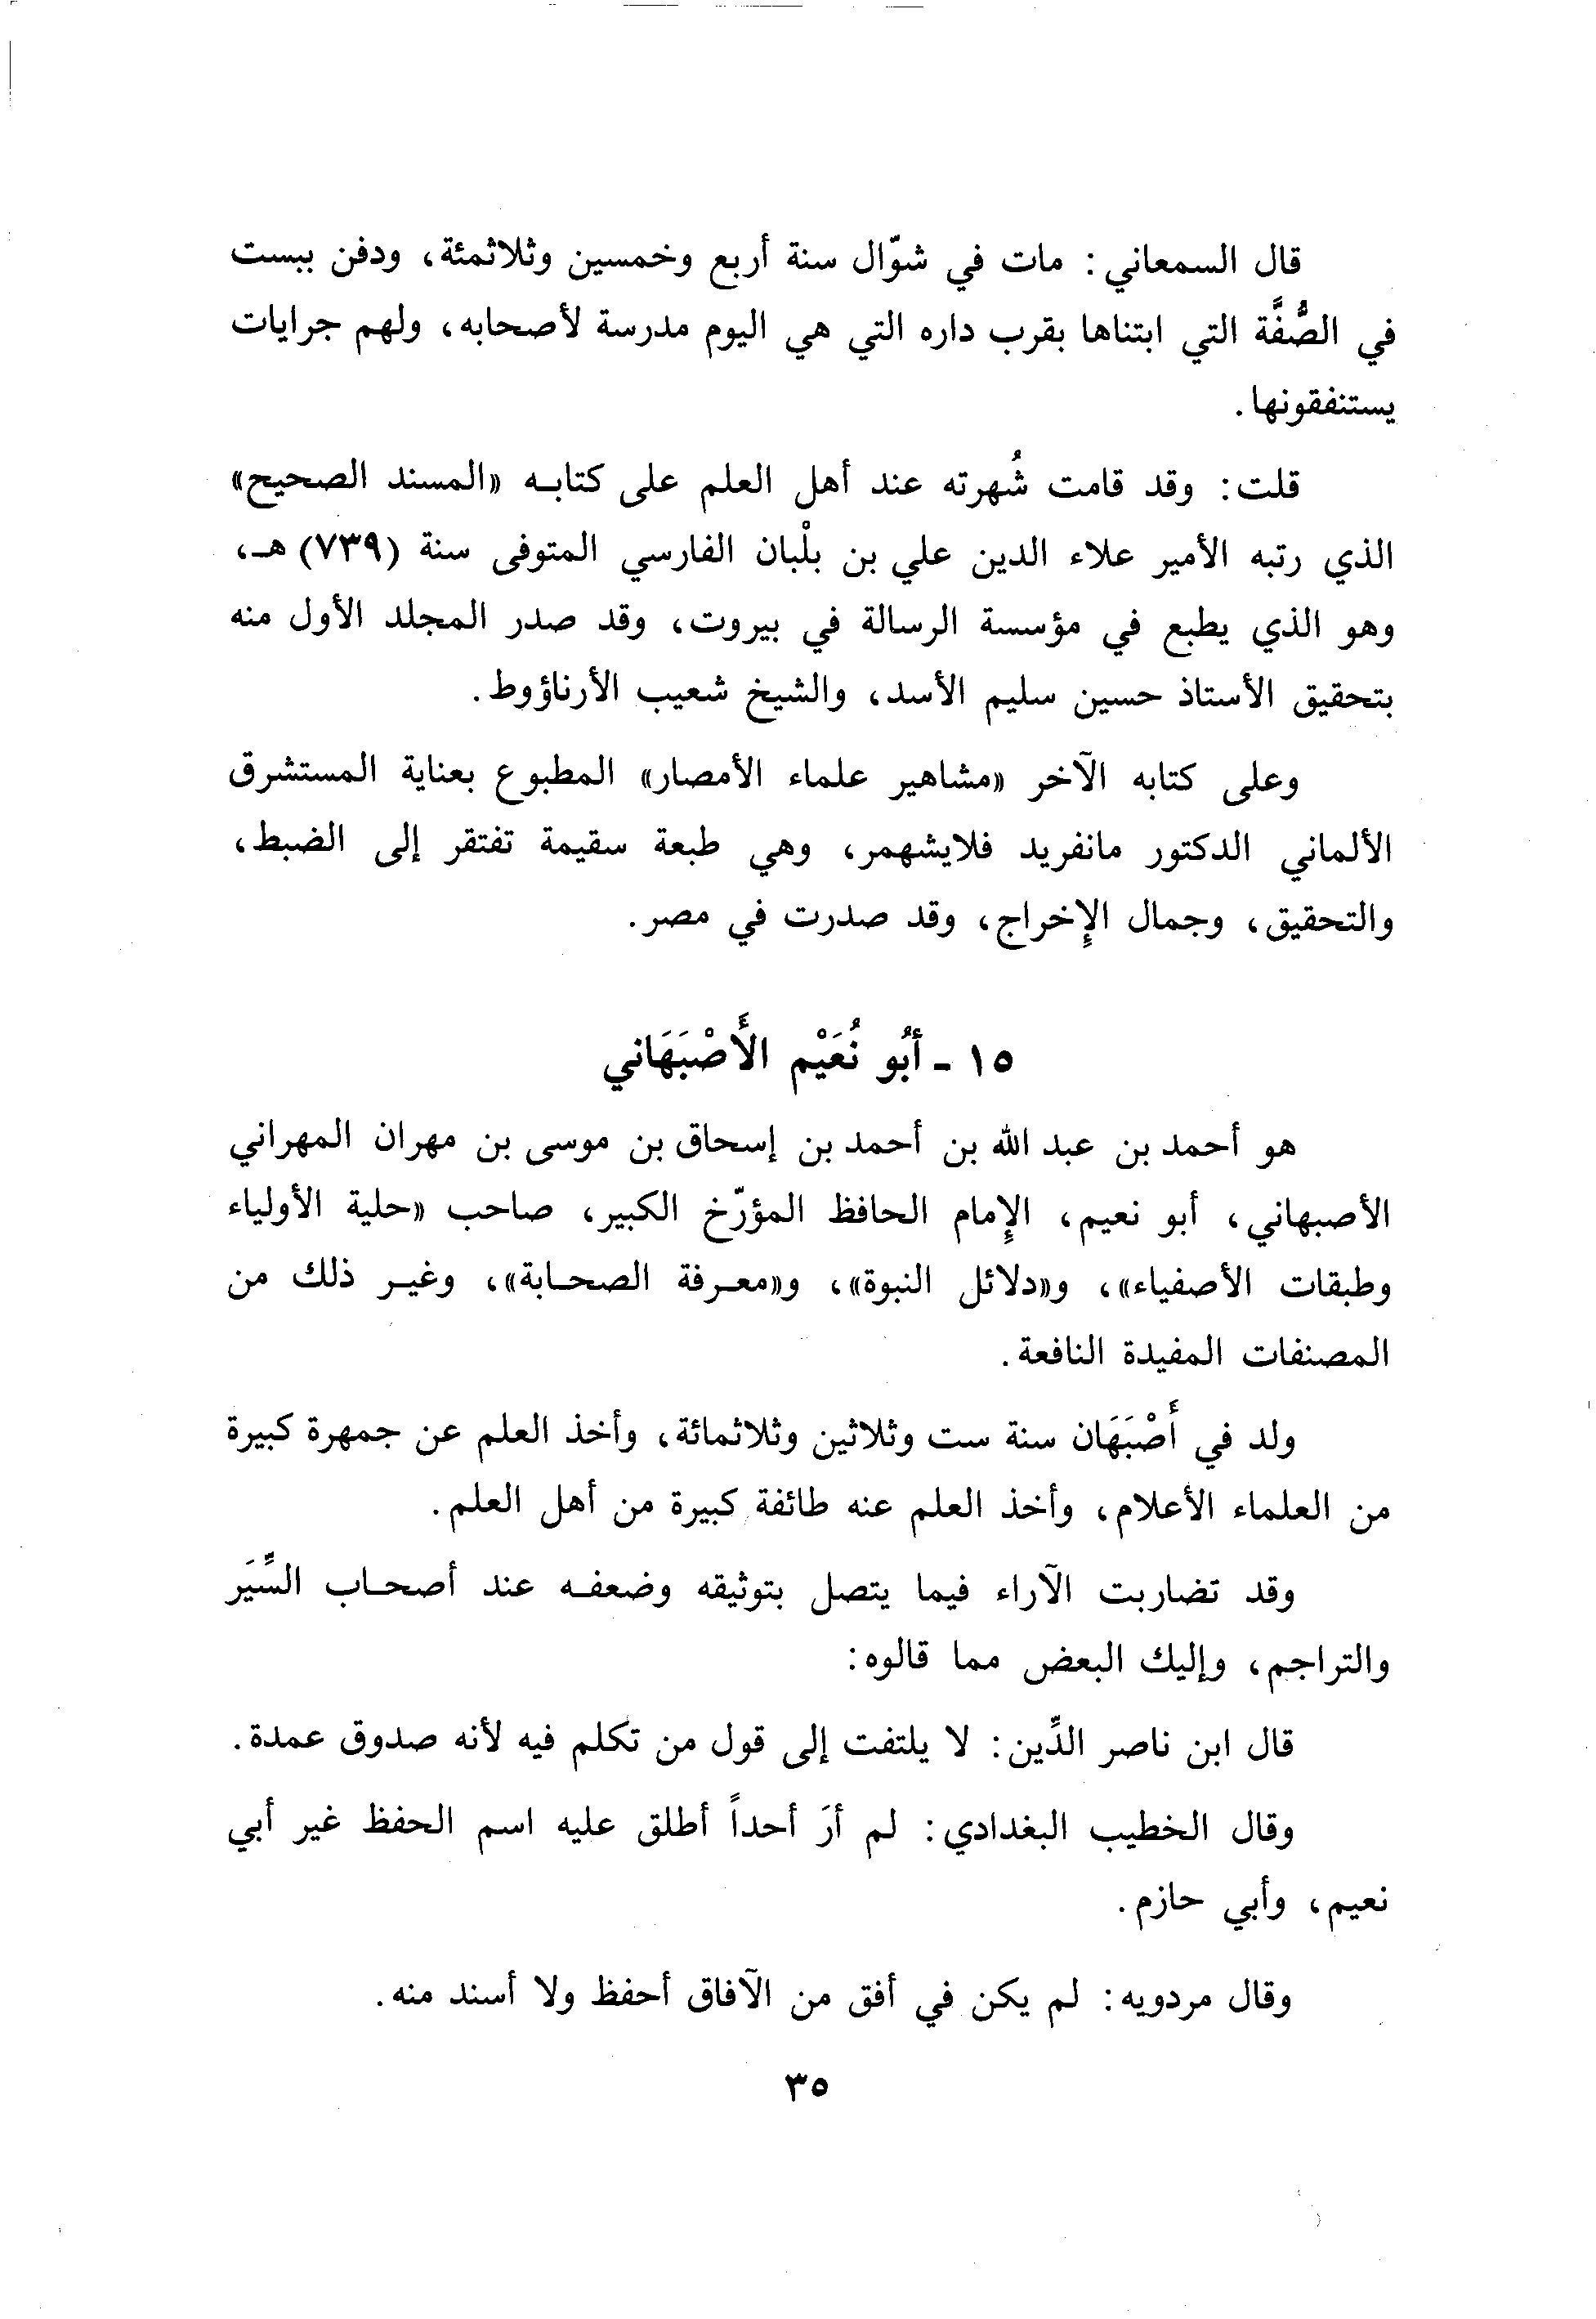 قال السمعاني: مات في شوّال سنة أربع وخمسين وثلاثمئة، ودفن ببست
في الصُّفَّة التي ابتناها بقرب داره التي هي اليوم مدرسة لأصحابه، ولهم جرايات
يستنفقونها.
قلت: وقد قامت شُهرته عند أهل العلم على كتابه «المسند الصحيح»
الذي رتبه الأمير علاء الدين علي بن بلْبان الفارسي المتوفى سنة (٧٣٩) هـ،
وهو الذي يطبع في مؤسسة الرسالة في بيروت، وقد صدر المجلد الأول منه
بتحقيق الأستاذ حسين سليم الأسد، والشيخ شعيب الأرناؤوط.
وعلى كتابه الآخر «مشاهير علماء الأمصار» المطبوع بعناية المستشرق
الألماني الدكتور مانفريد فلايشهمر، وهي طبعة سقيمة تفتقر إلى الضبط،
والتحقيق، وجمال الإخراج، وقد صدرت في مصر.
١٥ - أبُو نُعَيْم الأَصْبَهَاني
هو أحمد بن عبد الله بن أحمد بن إسحاق بن موسى بن مهران المهراني
الأصبهاني، أبو نعيم، الإمام الحافظ المؤرّخ الكبير، صاحب «حلية الأولياء
وطبقات الأصفياء»، و«دلائل النبوة»، و«معرفة الصحابة»، وغير ذلك من
المصنفات المفيدة النافعة.
ولد في أَصْبَهَان سنة ست وثلاثين وثلاثمائة، وأخذ العلم عن جمهرة كبيرة
من العلماء الأعلام، وأخذ العلم عنه طائفة كبيرة من أهل العلم.
وقد تضاربت الآراء فيما يتصل بتوثيقه وضعفه عند أصحاب السِّيَر
والتراجم، وإليك البعض مما قالوه:
قال ابن ناصر الدِّين: لا يلتفت إلى قول من تكلم فيه لأنه صدوق عمدة.
وقال الخطيب البغدادي: لم أرَ أحداً أطلق عليه اسم الحفظ غير أبي
نعيم، وأبي حازم.
وقال مردويه: لم يكن في أفق من الآفاق أحفظ ولا أسند منه.
٣٥